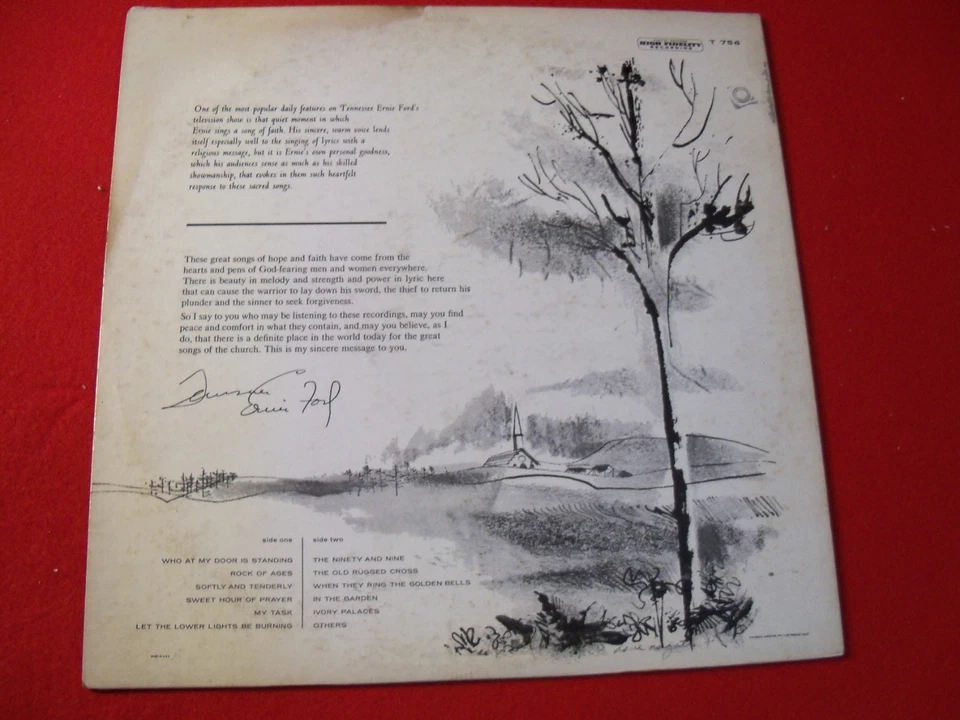 HIGH FIDELITY
RECORDING
T 756
One of the most popular daily features on Tennessee Ernie Ford's
television show is that quiet moment in which
Ernie sings a song of faith. His sincere, warm voice lends
itself especially well to the singing of lyrics with a
religious message, but it is Ernie's own personal goodness,
which his audiences sense as much as his skilled
showmanship, that evokes in them such heartfelt
response to these sacred songs.
These great songs of hope and faith have come from the
hearts and pens of God-fearing men and women everywhere.
There is beauty in melody and strength and power in lyric here
that can cause the warrior to lay down his sword, the thief to return his
plunder and the sinner to seek forgiveness.
So I say to you who may be listening to these recordings, may you find
peace and comfort in what they contain, and may you believe, as I
do, that there is a definite place in the world today for the great
songs of the church. This is my sincere message to you.
Tennessee
Ernie Ford
side one
WHO AT MY DOOR IS STANDING
ROCK OF AGES
SOFTLY AND TENDERLY
SWEET HOUR OF PRAYER
MY TASK
LET THE LOWER LIGHTS BE BURNING
side two
THE NINETY AND NINE
THE OLD RUGGED CROSS
WHEN THEY RING THE GOLDEN BELLS
IN THE GARDEN
IVORY PALACES
OTHERS